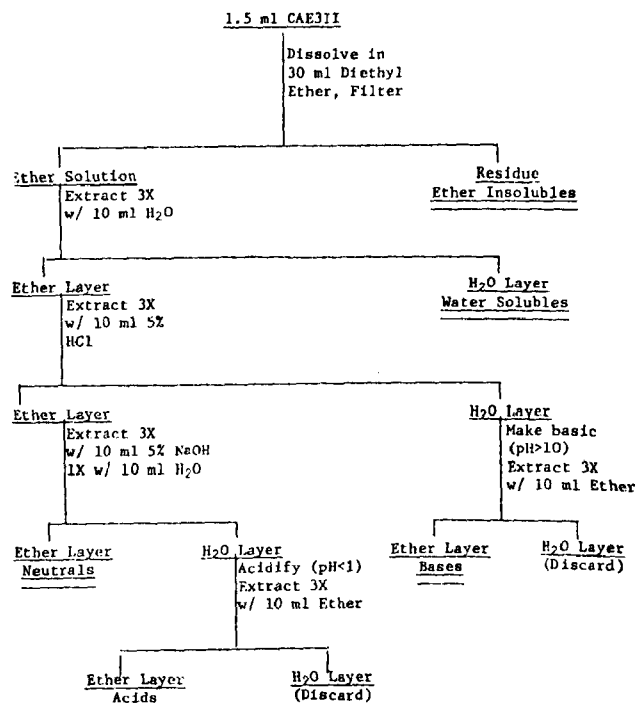 1.5 ml CAE3II
Dissolve in
30 ml Diethyl
Ether, Filter
Ether Solution
Extract 3X
w/ 10 ml H₂O
Residue
Ether Insolubles
Ether Layer
Extract 3X
w/ 10 ml 5%
HCl
H₂O Layer
Water Solubles
Ether Layer
Extract 3X
w/ 10 ml 5% NaOH
1X w/ 10 ml H₂O
H₂O Layer
Make basic
(pH>10)
Extract 3X
w/ 10 ml Ether
Ether Layer
Neutrals
H₂O Layer
Acidify (pH<1)
Extract 3X
w/ 10 ml Ether
Ether Layer
Bases
H₂O Layer
(Discard)
Ether Layer
Acids
H₂O Layer
(Discard)